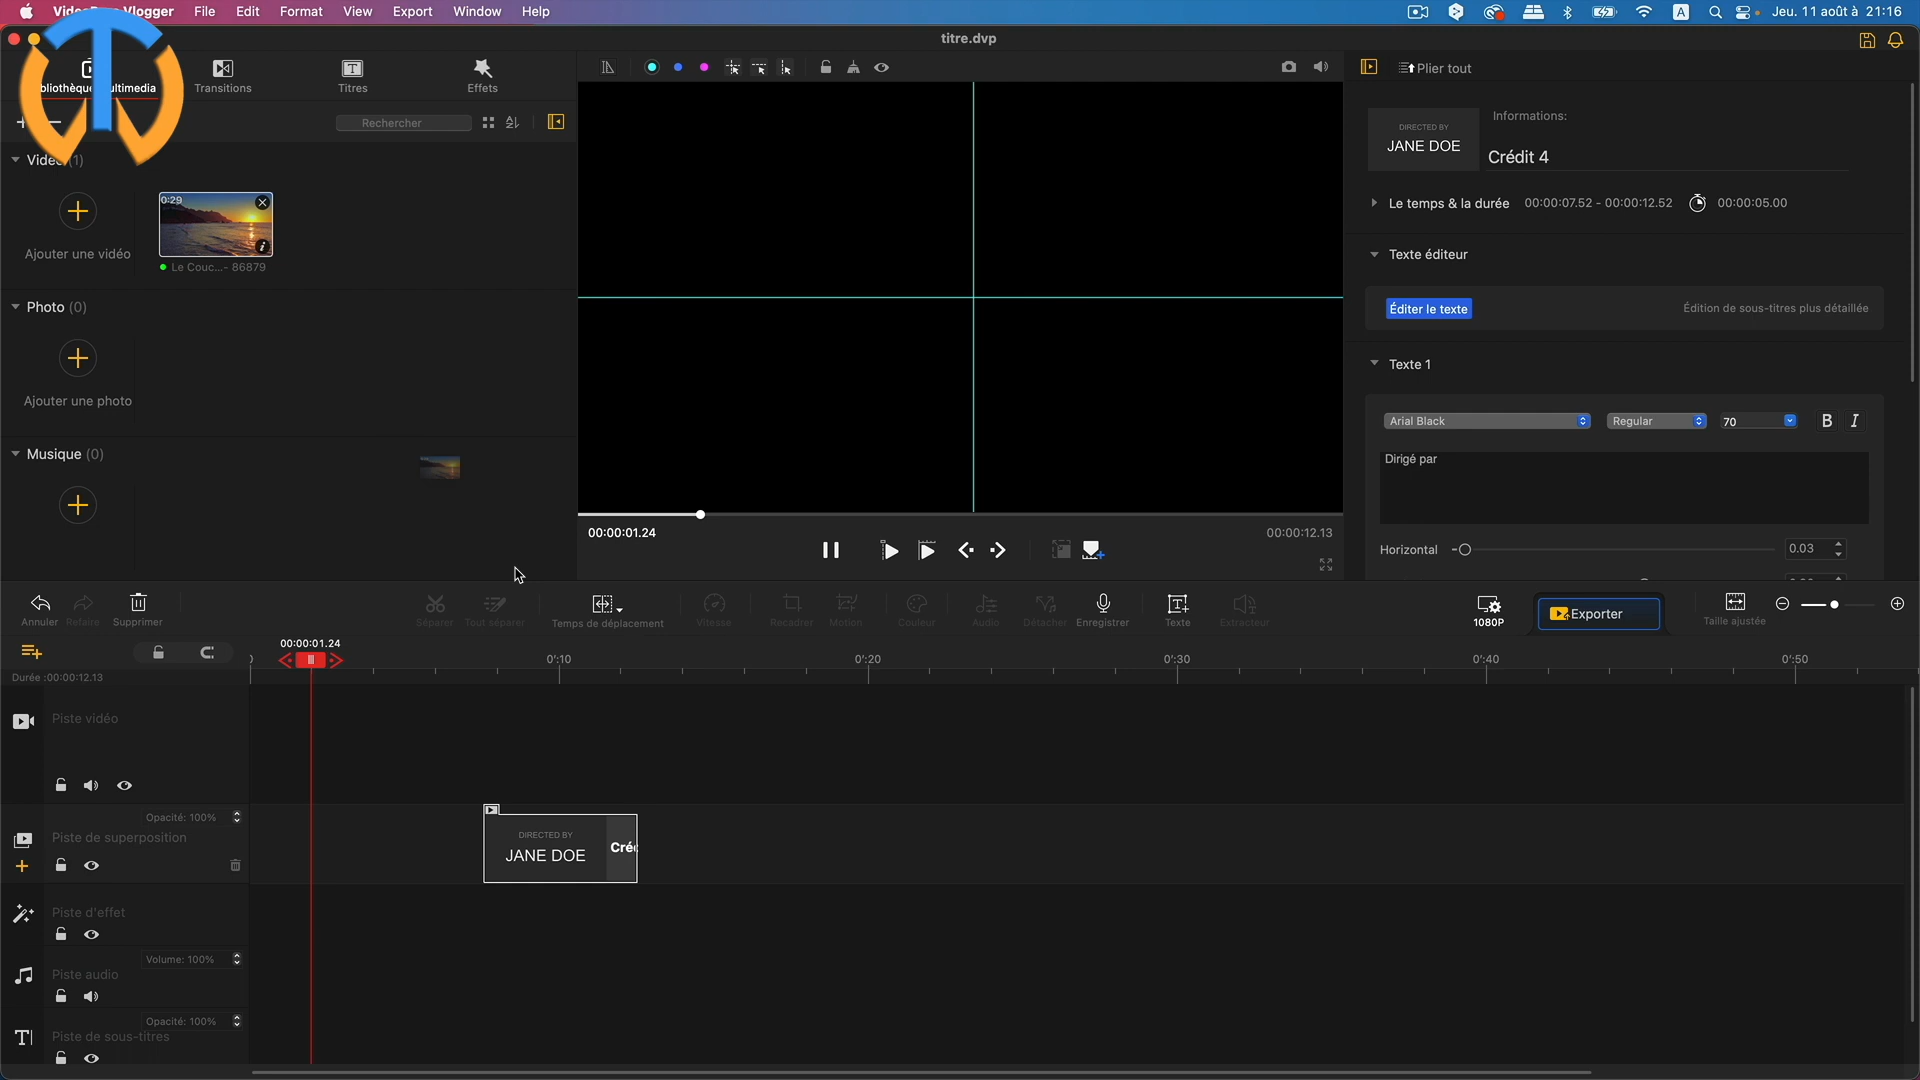 Vlogger File Edit Format View Export Window Help
A Jeu. 11 août à 21:16
titre.dvp
Transitions
Titres
Effets
Rechercher
(1)
Ajouter une vidéo
0:29
Le Couc...- 86879
Photo (0)
Ajouter une photo
Musique (0)
00:00:01.24
00:00:12.13
Plier tout
DIRECTED BY
JANE DOE
Informations:
Crédit 4
Le temps & la durée 00:00:07.52 - 00:00:12.52 00:00:05.00
Texte éditeur
Éditer le texte
Édition de sous-titres plus détaillée
Texte 1
Arial Black Regular 70 B I
Dirigé par
Horizontal 0.03
Annuler Refaire Supprimer Séparer Tout séparer Temps de déplacement Vitesse Recadrer Motion Couleur Audio Détacher Enregistrer Texte Extracteur
1080P
Exporter
Taille ajustée
00:00:01.24
0':10 0':20 0':30 0':40 0':50
Durée :00:00:12.13
Piste vidéo
Opacité: 100%
Piste de superposition
DIRECTED BY
JANE DOE
Cré
Piste d'effet
Volume: 100%
Piste audio
Opacité: 100%
Piste de sous-titres